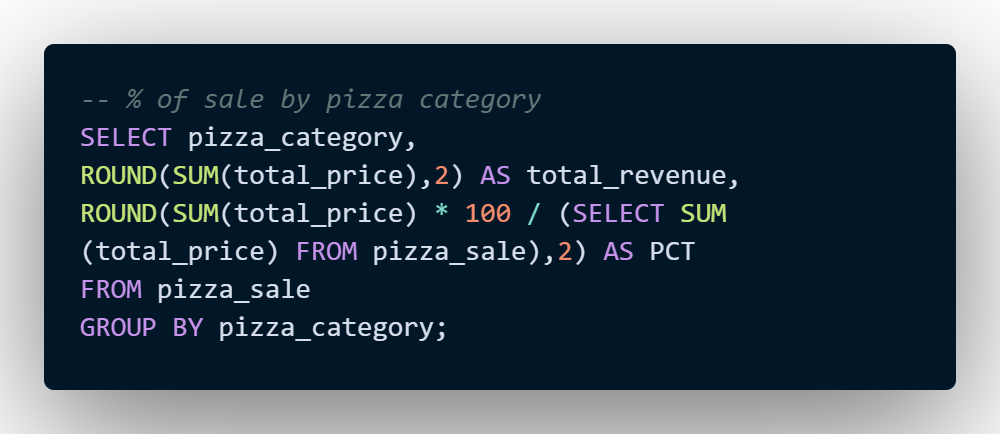 -- % of sale by pizza category
SELECT pizza_category,
ROUND(SUM(total_price),2) AS total_revenue,
ROUND(SUM(total_price) * 100 / (SELECT SUM
(total_price) FROM pizza_sale),2) AS PCT
FROM pizza_sale
GROUP BY pizza_category;